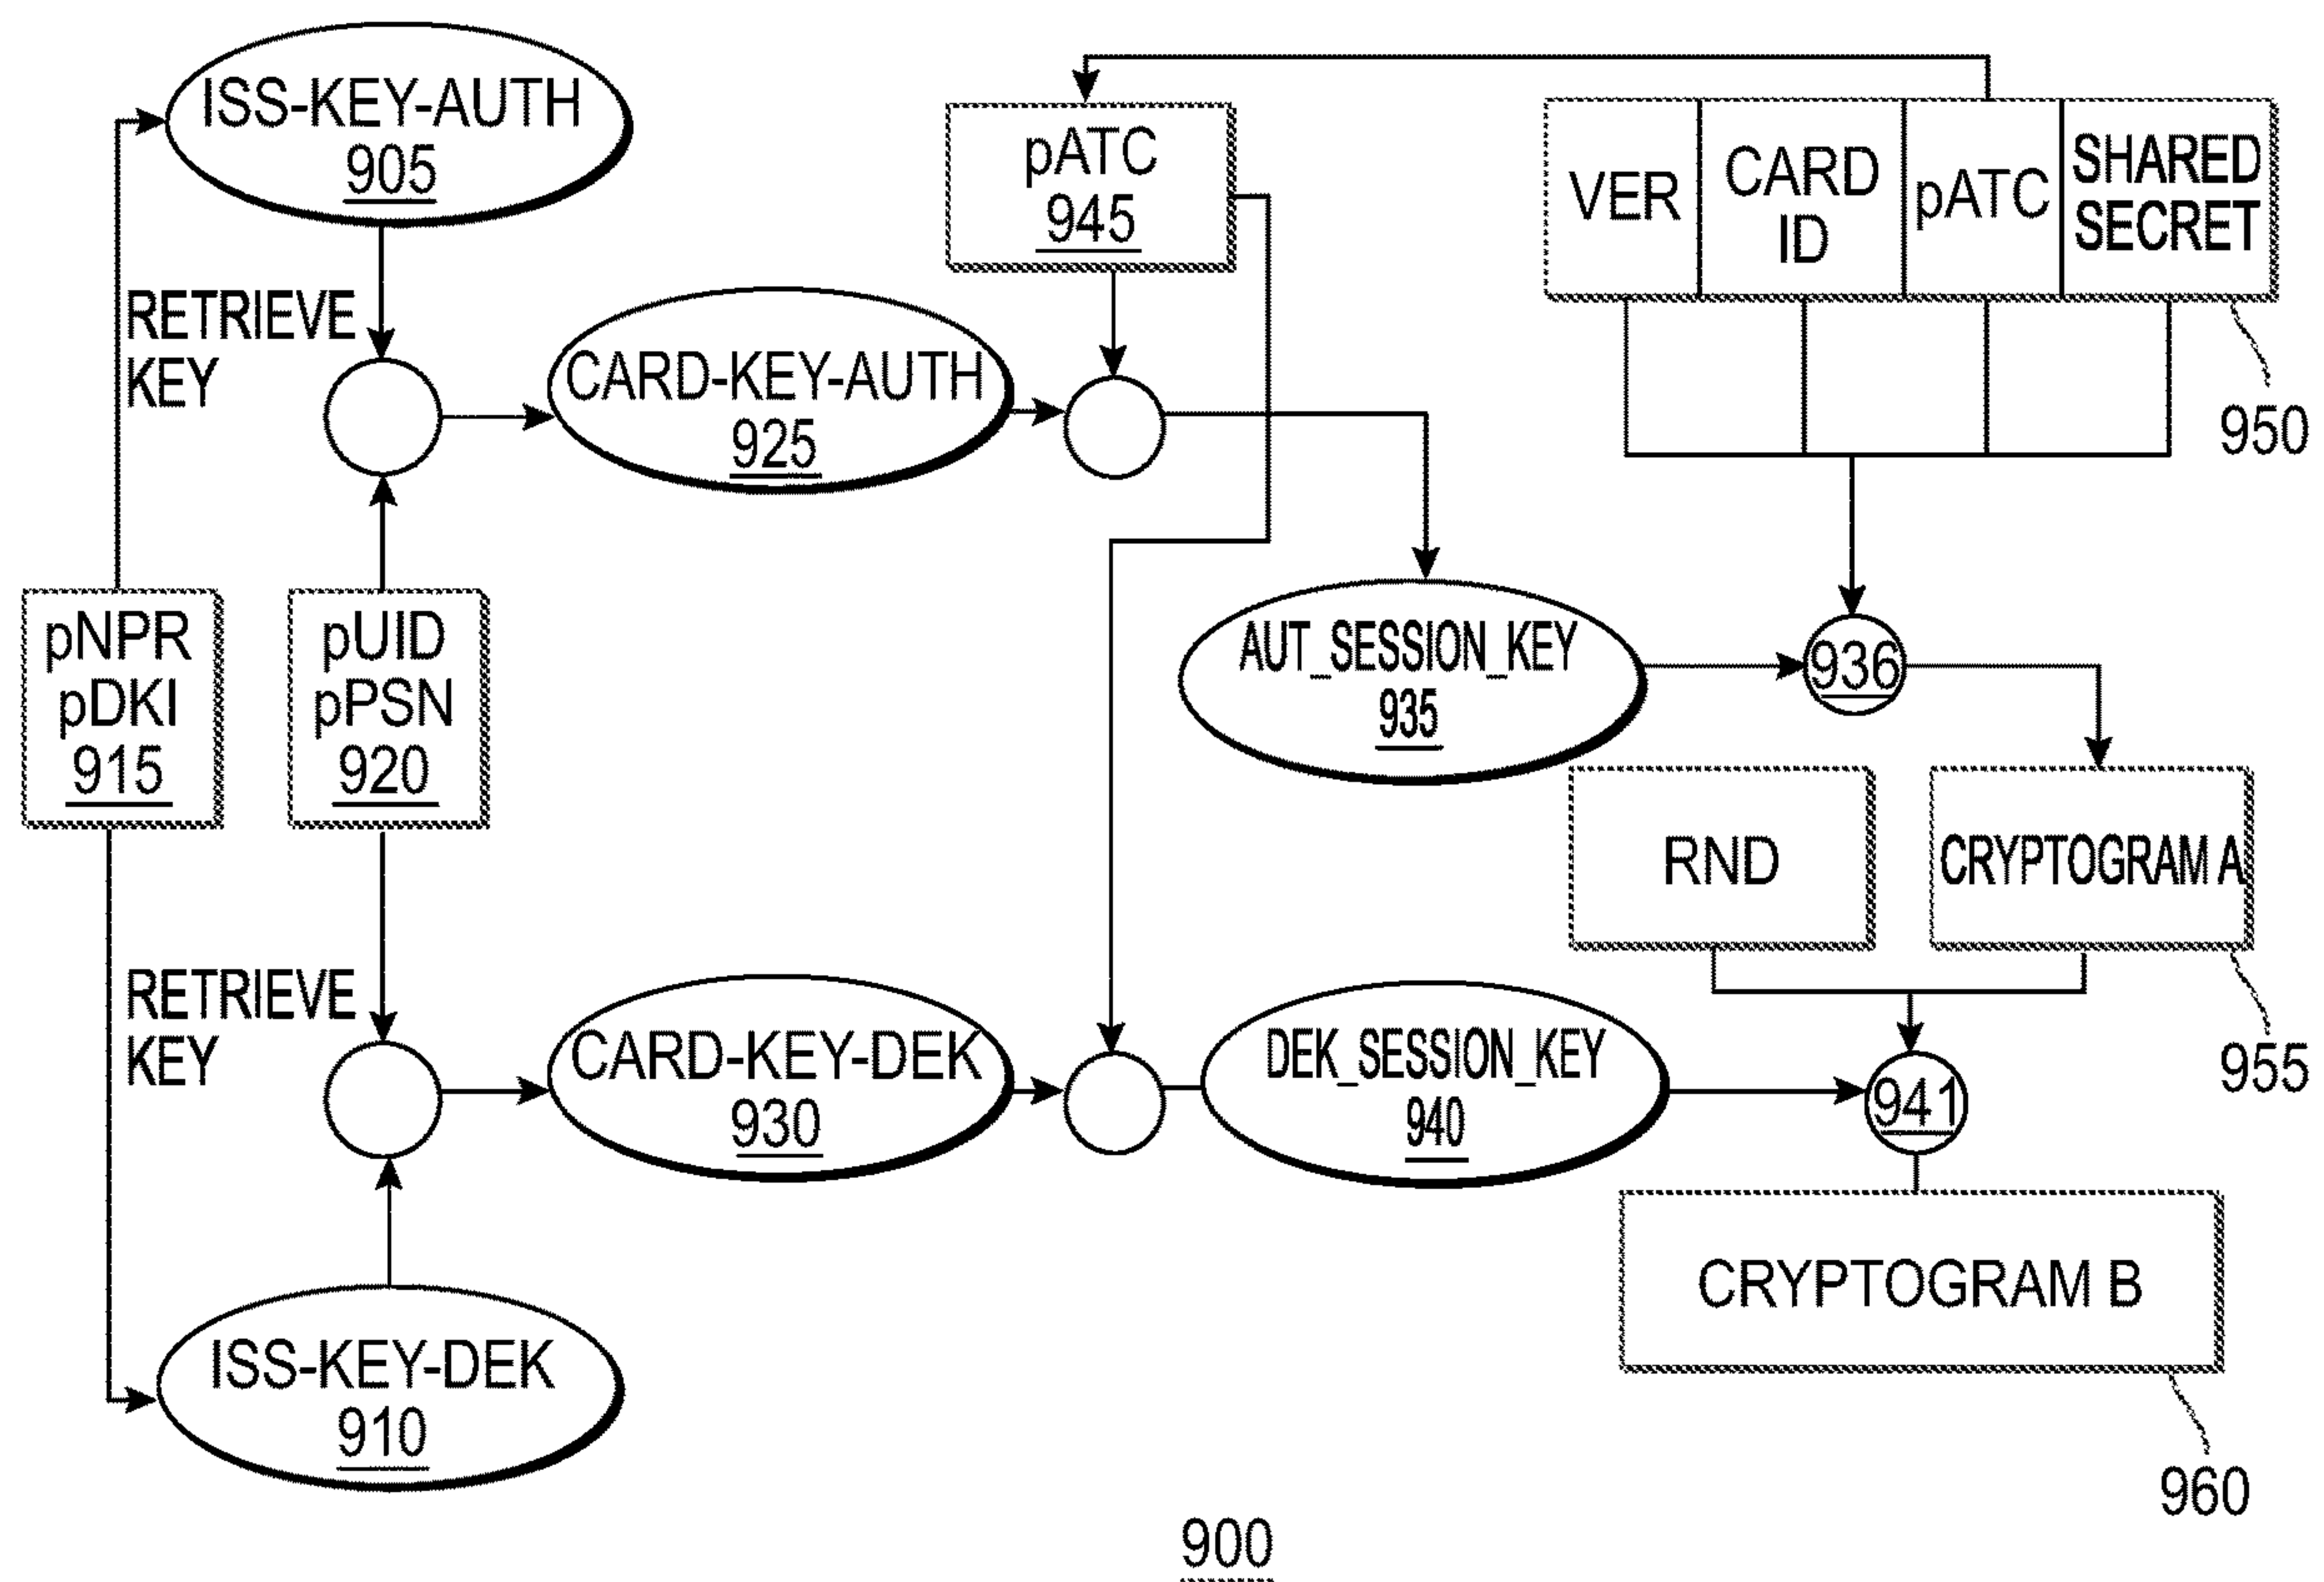 ISS-KEY-AUTH
905
RETRIEVE
KEY
pNPR
pDKI
915
pUID
pPSN
920
RETRIEVE
KEY
ISS-KEY-DEK
910
CARD-KEY-AUTH
925
CARD-KEY-DEK
930
pATC
945
AUT_SESSION_KEY
935
DEK_SESSION_KEY
940
VER
CARD
ID
pATC
SHARED
SECRET
950
936
RND
CRYPTOGRAM A
955
941
CRYPTOGRAM B
960
900